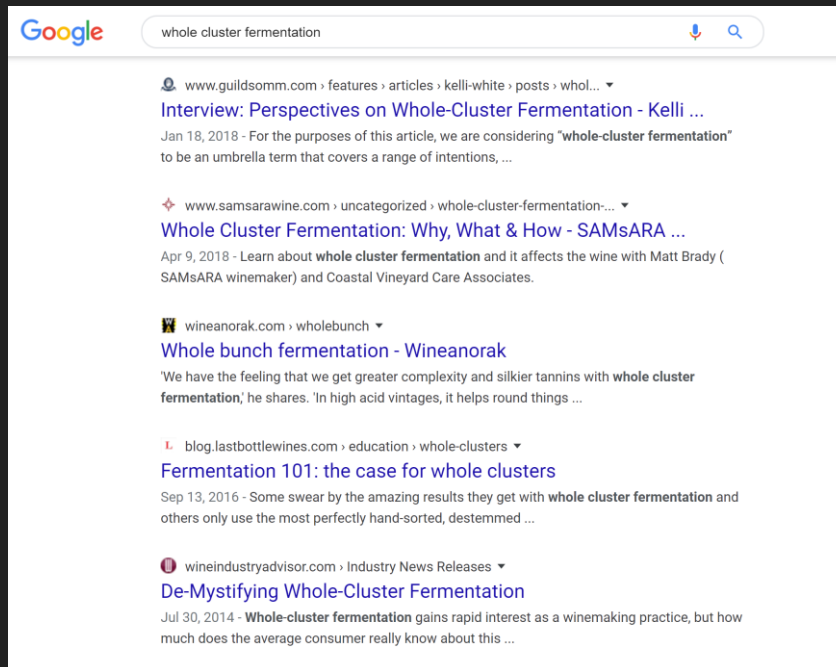 Google
whole cluster fermentation
www.guildsomm.com › features › articles › kelli-white › posts › whol...
Interview: Perspectives on Whole-Cluster Fermentation - Kelli ...
Jan 18, 2018 - For the purposes of this article, we are considering “whole-cluster fermentation”
to be an umbrella term that covers a range of intentions, ...
www.samsarawine.com › uncategorized › whole-cluster-fermentation-...
Whole Cluster Fermentation: Why, What & How - SAMsARA ...
Apr 9, 2018 - Learn about whole cluster fermentation and it affects the wine with Matt Brady (
SAMsARA winemaker) and Coastal Vineyard Care Associates.
wineanorak.com › wholebunch
Whole bunch fermentation - Wineanorak
'We have the feeling that we get greater complexity and silkier tannins with whole cluster
fermentation,' he shares. 'In high acid vintages, it helps round things ...
L blog.lastbottlewines.com › education › whole-clusters
Fermentation 101: the case for whole clusters
Sep 13, 2016 - Some swear by the amazing results they get with whole cluster fermentation and
others only use the most perfectly hand-sorted, destemmed ...
wineindustryadvisor.com › Industry News Releases
De-Mystifying Whole-Cluster Fermentation
Jul 30, 2014 - Whole-cluster fermentation gains rapid interest as a winemaking practice, but how
much does the average consumer really know about this ...